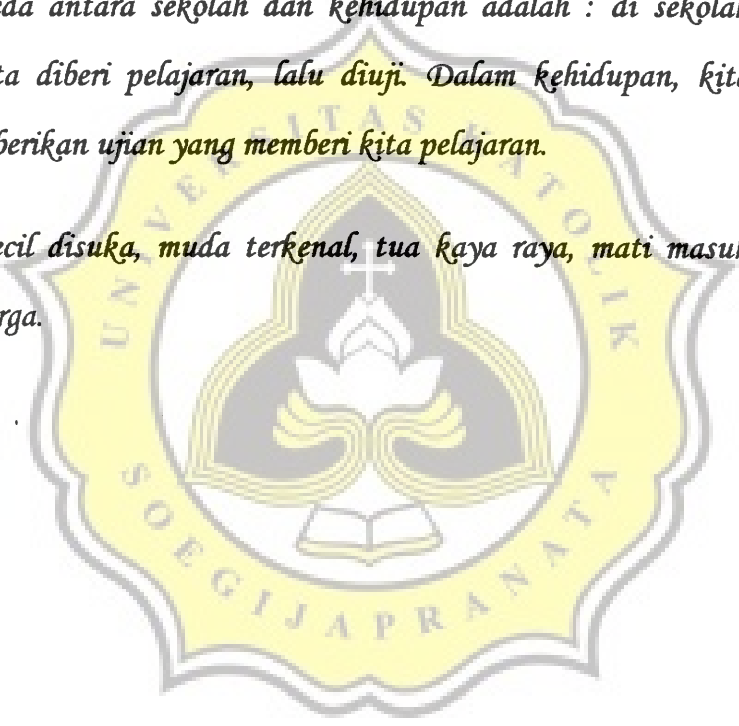 eda antara sekolah dan kehidupan adalah : di sekolah
ta diberi pelajaran, lalu diuji. Dalam kehidupan, kita
berikan ujian yang memberi kita pelajaran.
ecil disuka, muda terkenal, tua kaya raya, mati masuk
rga.
UNIVERSITAS KATOLIK
SOEGIJAPRANATA